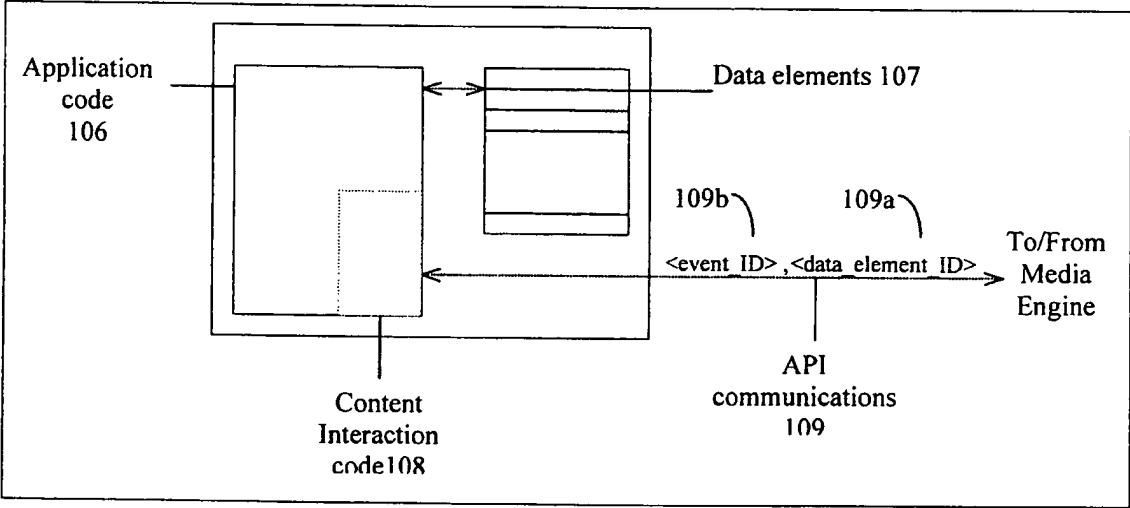 Application
code
106
Data elements 107
109b
109a
<event_ID> ,<data_element_ID>
To/From
Media
Engine
API
communications
109
Content
Interaction
code108